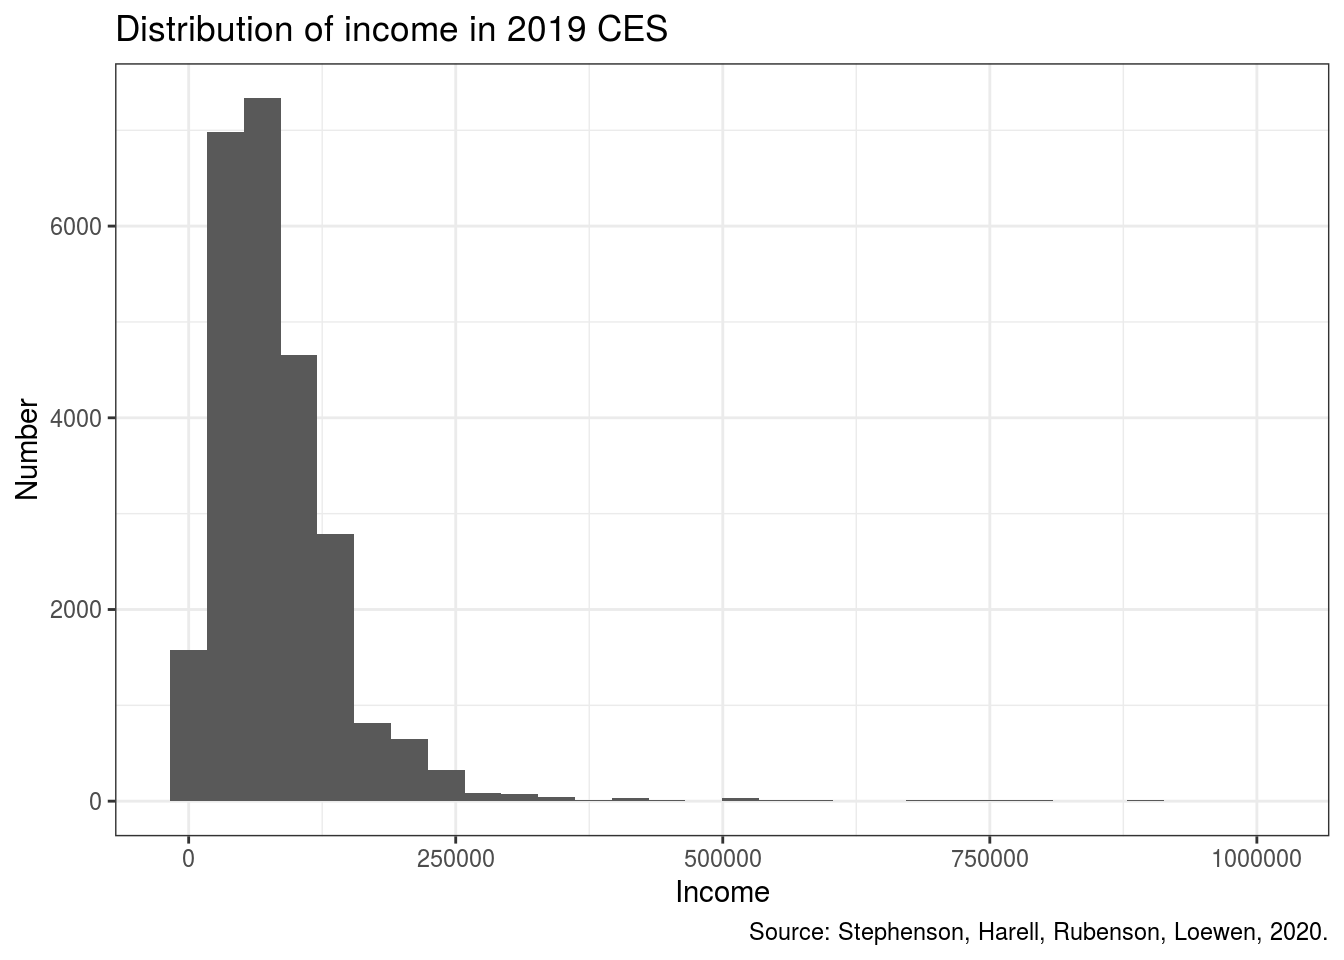 Distribution of income in 2019 CES
Number
6000
4000
2000
0
0 250000 500000 750000 1000000
Income
Source: Stephenson, Harell, Rubenson, Loewen, 2020.